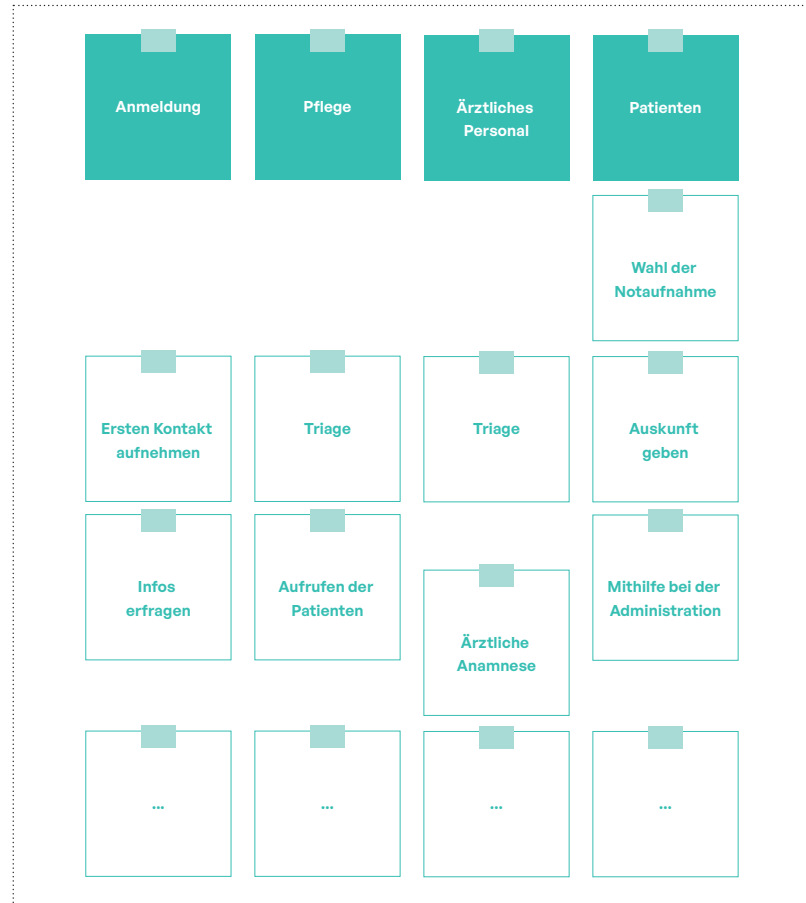 Anmeldung
Pflege
Ärztliches
Personal
Patienten
Wahl der
Notaufnahme
Ersten Kontakt
aufnehmen
Triage
Triage
Auskunft
geben
Infos
erfragen
Aufrufen der
Patienten
Ärztliche
Anamnese
Mithilfe bei der
Administration
...
...
...
...